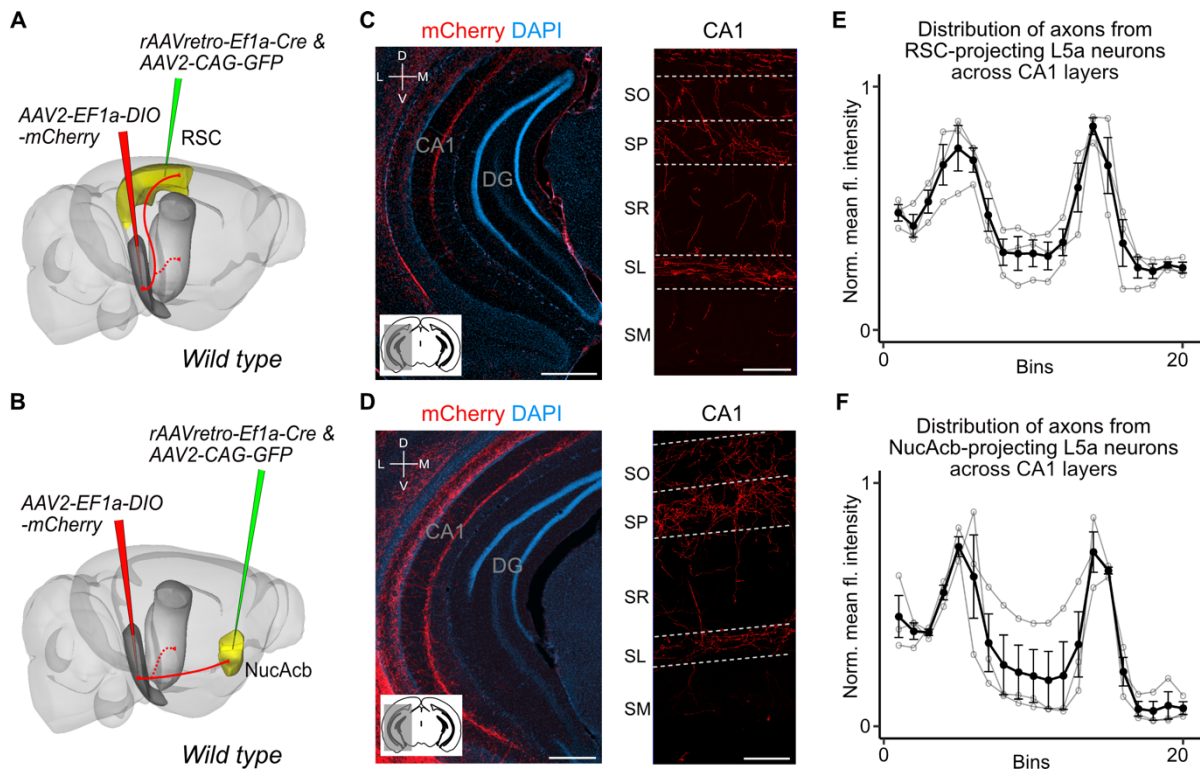 A
rAAVretro-Ef1a-Cre &
AAV2-CAG-GFP
AAV2-EF1a-DIO
-mCherry
RSC
Wild type
B
rAAVretro-Ef1a-Cre &
AAV2-CAG-GFP
AAV2-EF1a-DIO
-mCherry
NucAcb
Wild type
C
mCherry DAPI
D
L M
V
CA1
DG
CA1
SO
SP
SR
SL
SM
D
mCherry DAPI
D
L M
V
CA1
DG
CA1
SO
SP
SR
SL
SM
E
Distribution of axons from
RSC-projecting L5a neurons
across CA1 layers
Norm. mean fl. intensity
1
0
0 20
Bins
F
Distribution of axons from
NucAcb-projecting L5a neurons
across CA1 layers
Norm. mean fl. intensity
1
0
0 20
Bins